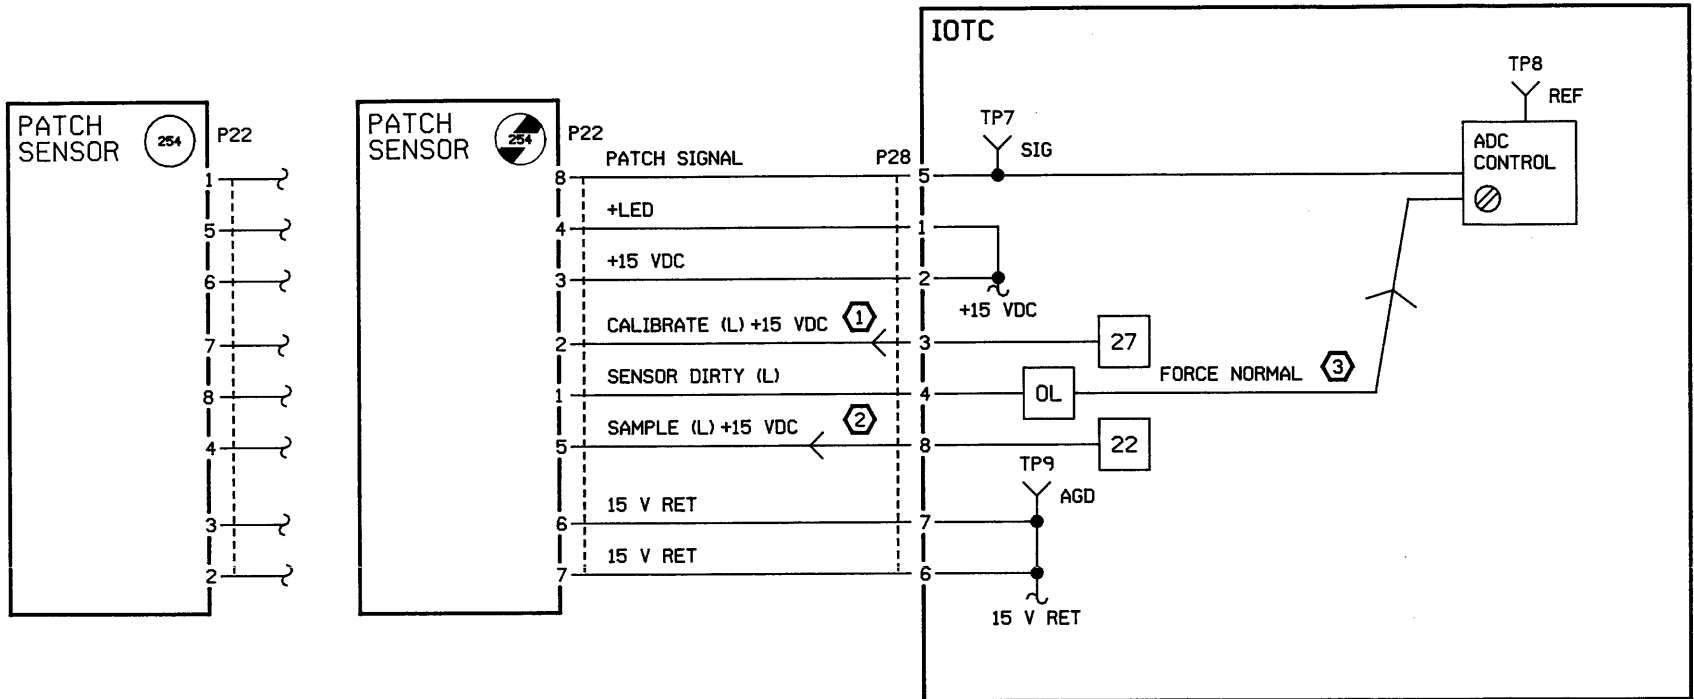 IOTC
TP8
REF
ADC
CONTROL
PATCH
SENSOR
254
P22
1
5
6
7
8
4
3
2
PATCH
SENSOR
254
P22
8
4
3
2
1
5
6
7
PATCH SIGNAL
+LED
+15 VDC
CALIBRATE (L) +15 VDC 1
SENSOR DIRTY (L)
SAMPLE (L) +15 VDC 2
15 V RET
15 V RET
P28
5
1
2
3
4
8
7
6
TP7
SIG
+15 VDC
27
OL
FORCE NORMAL 3
22
TP9
AGD
15 V RET